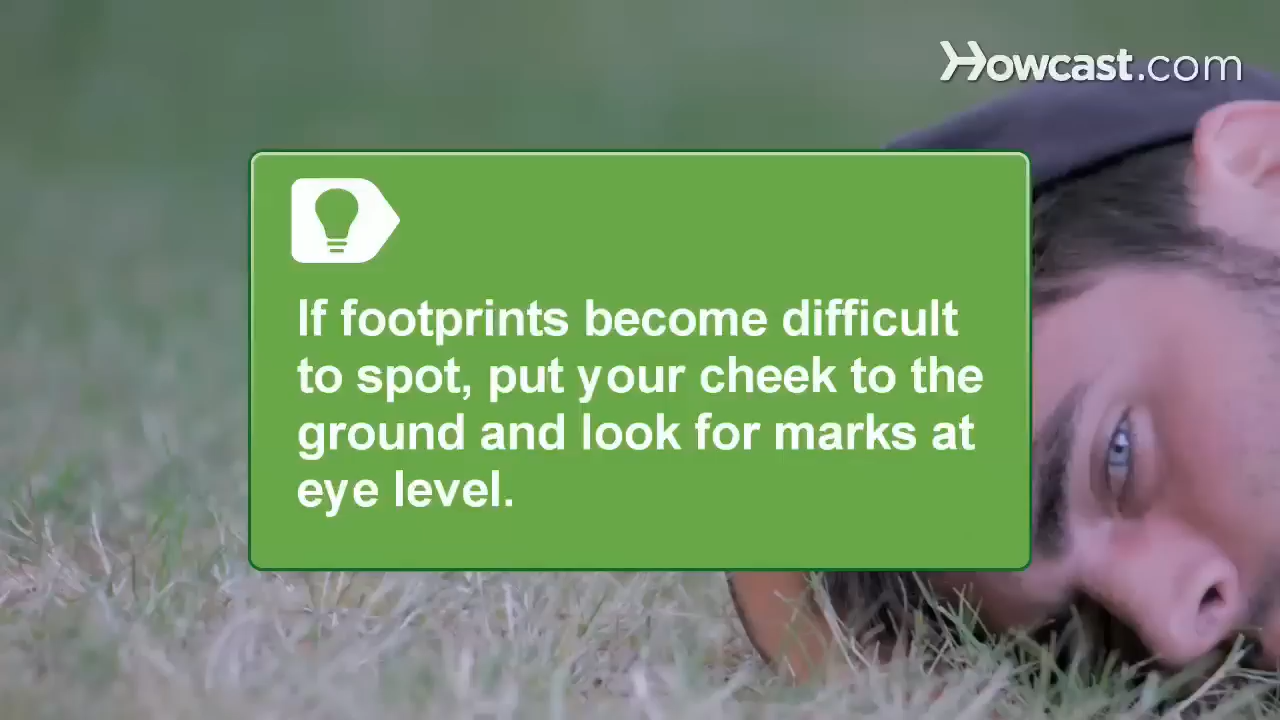 Howcast.com
If footprints become difficult
to spot, put your cheek to the
ground and look for marks at
eye level.